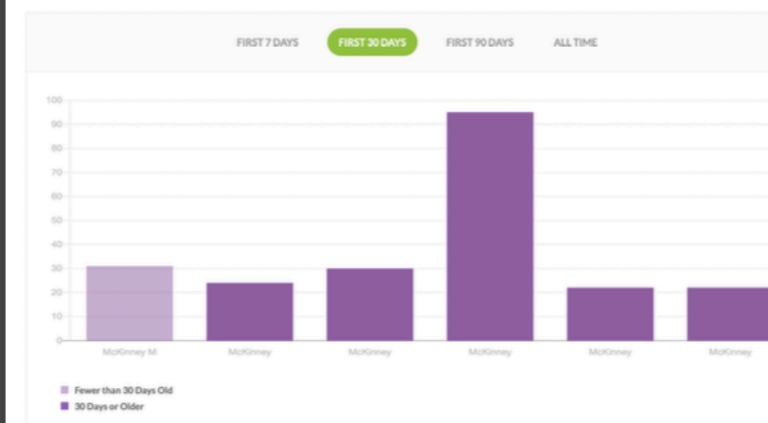 FIRST 7 DAYS FIRST 30 DAYS FIRST 90 DAYS ALL TIME
100
90
80
70
60
50
40
30
20
10
0
McKinney M McKinney McKinney McKinney McKinney McKinney
Fewer than 30 Days Old
30 Days or Older